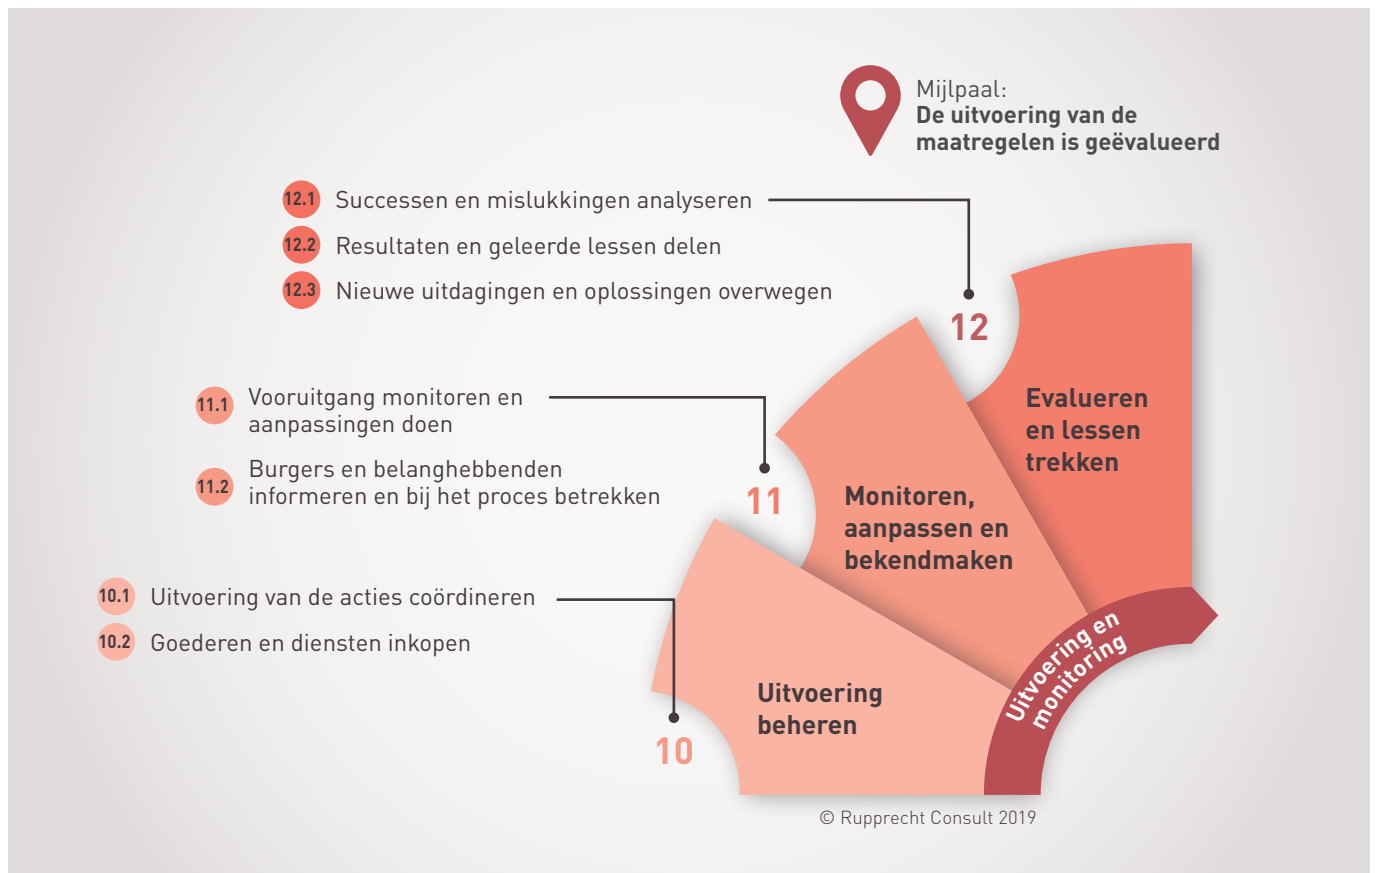 Mijlpaal:
De uitvoering van de
maatregelen is geëvalueerd
12.1 Successen en mislukkingen analyseren
12.2 Resultaten en geleerde lessen delen
12.3 Nieuwe uitdagingen en oplossingen overwegen
12
Evalueren
en lessen
trekken
11.1 Vooruitgang monitoren en
aanpassingen doen
11.2 Burgers en belanghebbenden
informeren en bij het proces betrekken
11
Monitoren,
aanpassen en
bekendmaken
10.1 Uitvoering van de acties coördineren
10.2 Goederen en diensten inkopen
10
Uitvoering
beheren
Uitvoering en
monitoring
© Rupprecht Consult 2019